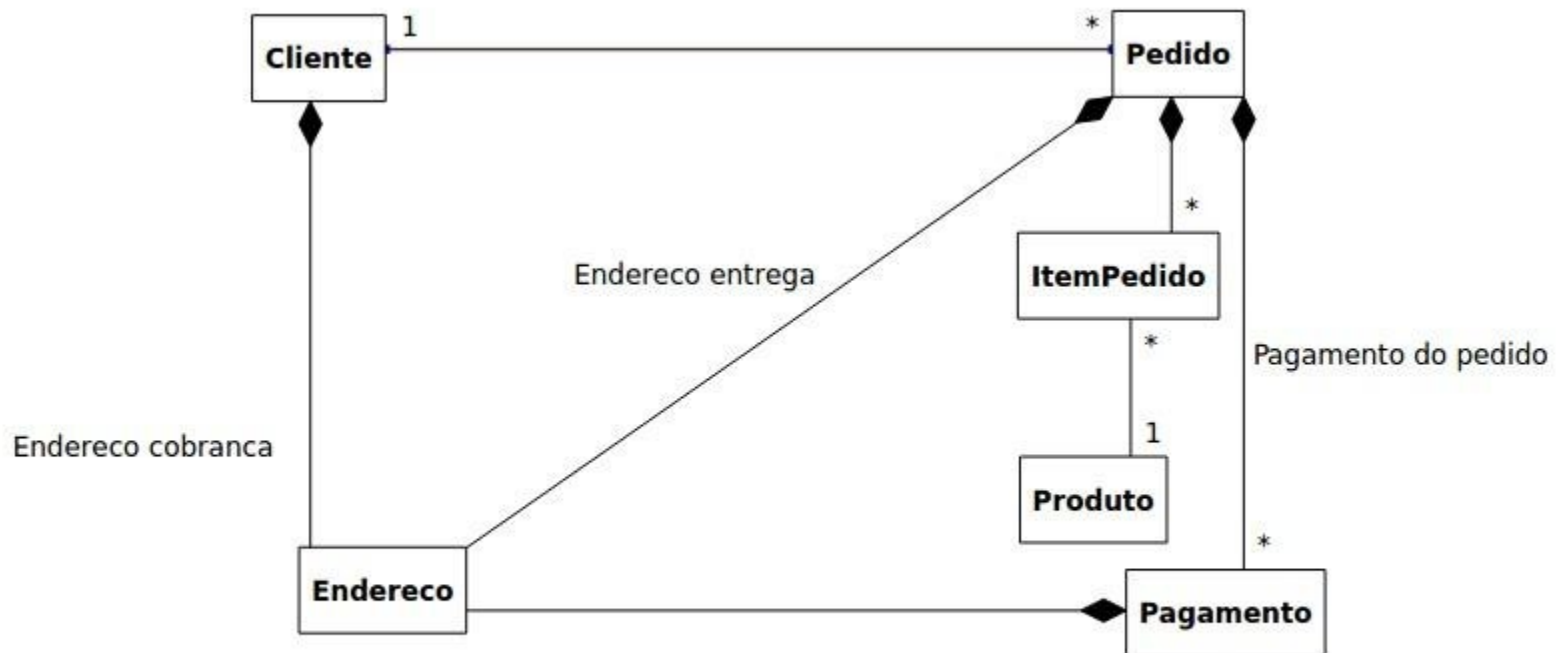 Cliente
1
*
Pedido
*
Endereco entrega
ItemPedido
*
Pagamento do pedido
1
Endereco cobranca
Produto
*
Endereco
Pagamento